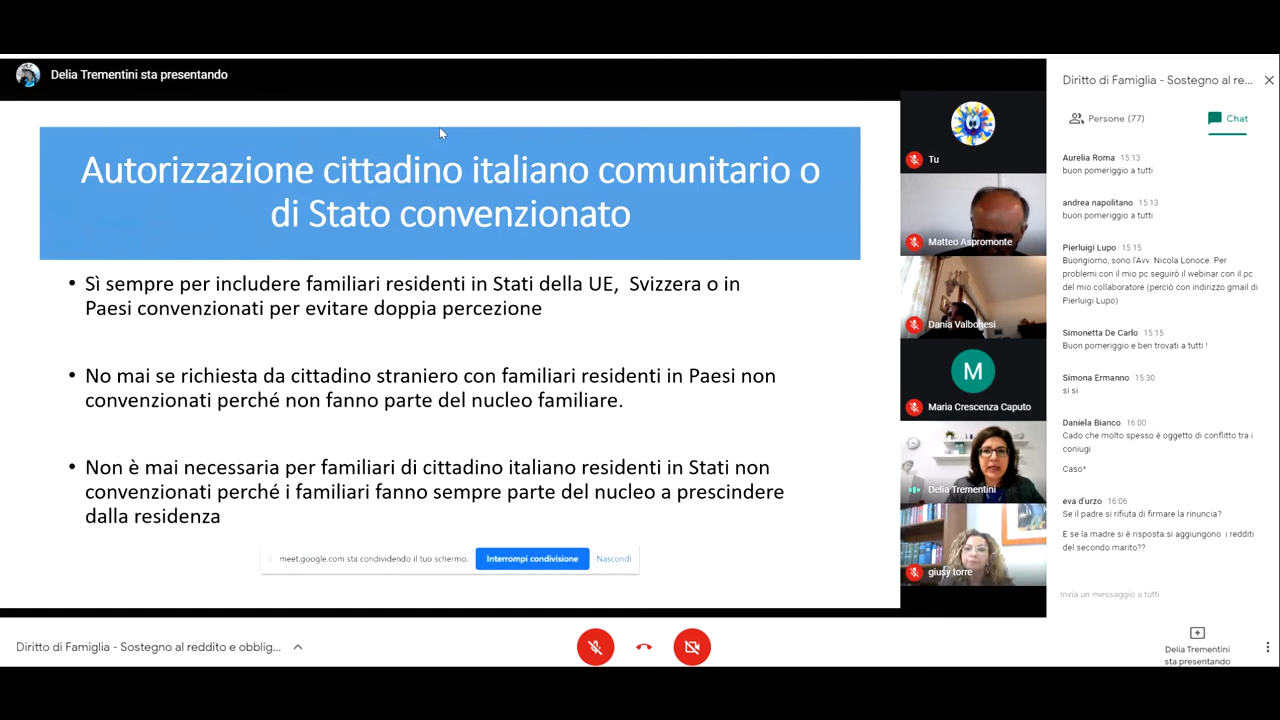 Delia Trementini sta presentando
Autorizzazione cittadino italiano comunitario o
di Stato convenzionato
• Sì sempre per includere familiari residenti in Stati della UE, Svizzera o in
Paesi convenzionati per evitare doppia percezione
• No mai se richiesta da cittadino straniero con familiari residenti in Paesi non
convenzionati perché non fanno parte del nucleo familiare.
• Non è mai necessaria per familiari di cittadino italiano residenti in Stati non
convenzionati perché i familiari fanno sempre parte del nucleo a prescindere
dalla residenza
meet.google.com sta condividendo il tuo schermo.
Interrompi condivisione
Nascondi
Tu
Matteo Aspromonte
Dania Valbonesi
M
Maria Crescenza Caputo
Delia Trementini
giusy torre
Diritto di Famiglia - Sostegno al re...
Persone (77)
Chat
Aurelia Roma 15:13
buon pomeriggio a tutti
andrea napolitano 15:13
buon pomeriggio a tutti
Pierluigi Lupo 15:15
Buongiorno, sono l'Avv. Nicola Lonoce. Per
problemi con il mio pc seguirò il webinar con il pc
del mio collaboratore (perciò con indirizzo gmail di
Pierluigi Lupo)
Simonetta De Carlo 15:15
Buon pomeriggio e ben trovati a tutti !
Simona Ermanno 15:30
si si
Daniela Bianco 16:00
Cado che molto spesso è oggetto di conflitto tra i
coniugi
Caso*
eva d'urzo 16:06
Se il padre si rifiuta di firmare la rinuncia?
E se la madre si è risposta.si aggiungono i redditi
del secondo marito??
Invia un messaggio a tutti
Diritto di Famiglia - Sostegno al reddito e obblig...
Delia Trementini
sta presentando